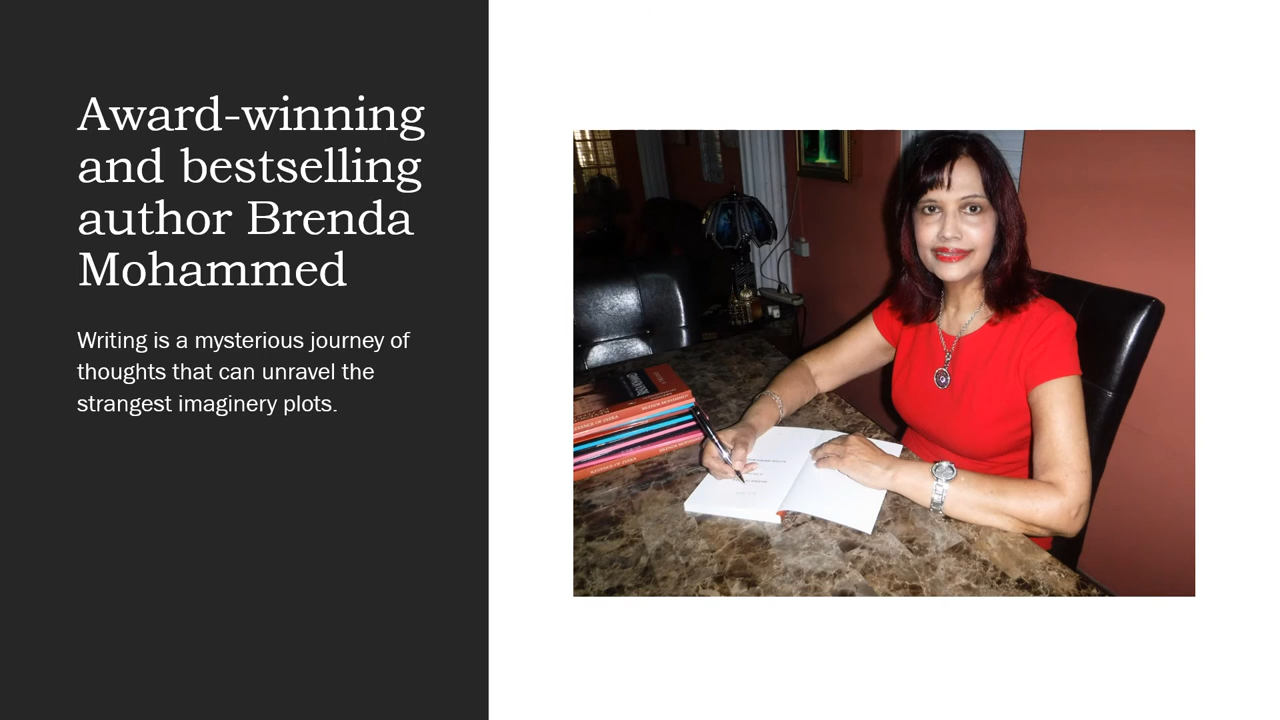 Award-winning
and bestselling
author Brenda
Mohammed
Writing is a mysterious journey of
thoughts that can unravel the
strangest imaginery plots.